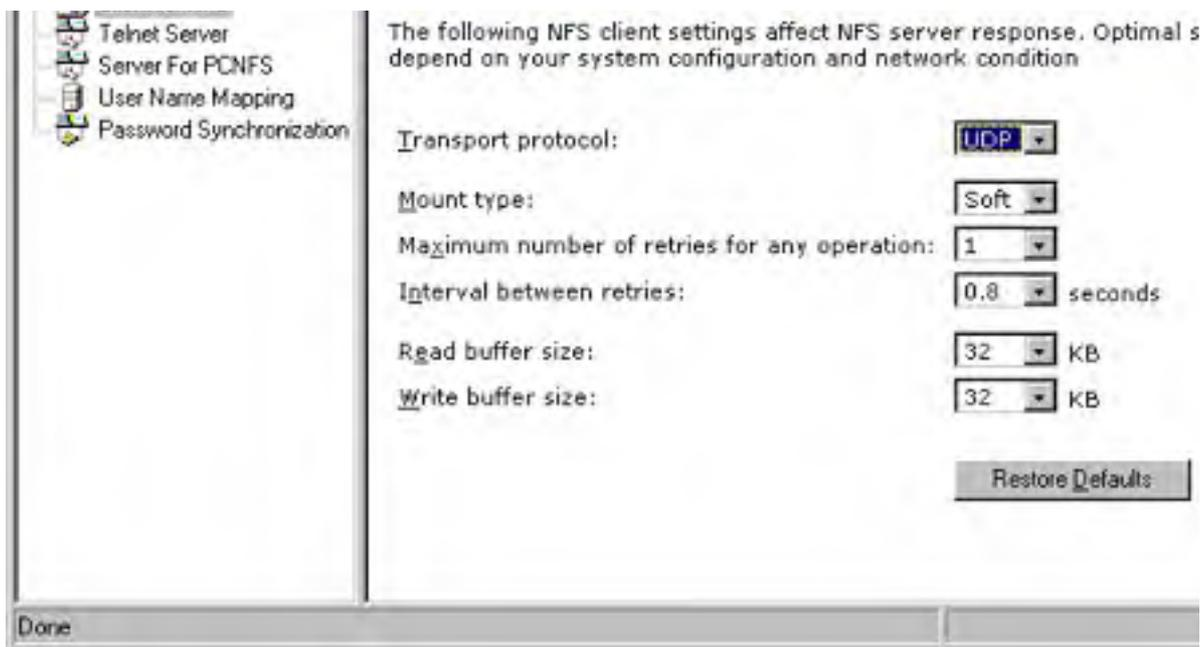 Telnet Server
Server For PCNFS
User Name Mapping
Password Synchronization
The following NFS client settings affect NFS server response. Optimal s
depend on your system configuration and network condition
Transport protocol: UDP
Mount type: Soft
Maximum number of retries for any operation: 1
Interval between retries: 0.8 seconds
Read buffer size: 32 KB
Write buffer size: 32 KB
Restore Defaults
Done